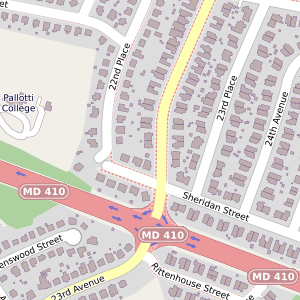 22nd Place
23rd Place
24th Avenue
Pallotti
College
MD 410
Sheridan Street
MD 410
MD 410
Rittenhouse Street
23rd Avenue